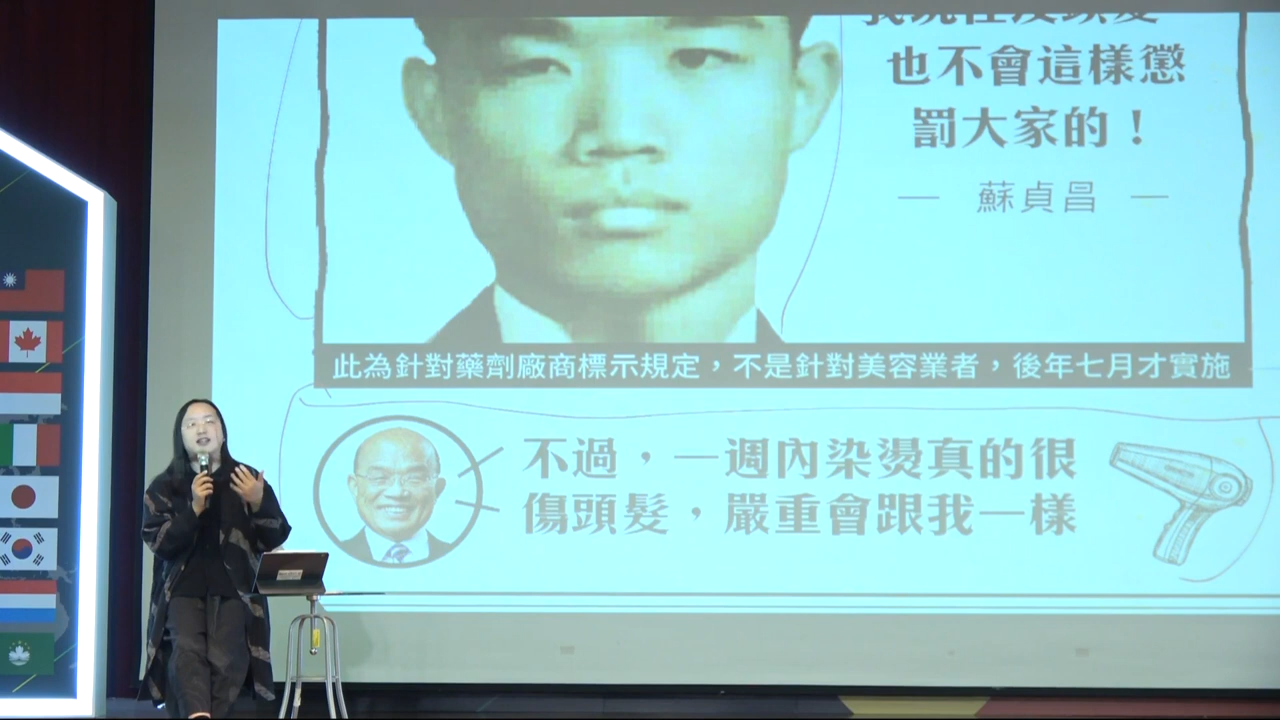 也不會這樣懲
罰大家的！
— 蘇貞昌 —
此為針對藥劑廠商標示規定，不是針對美容業者，後年七月才實施
不過，一週內染燙真的很
傷頭髮，嚴重會跟我一樣